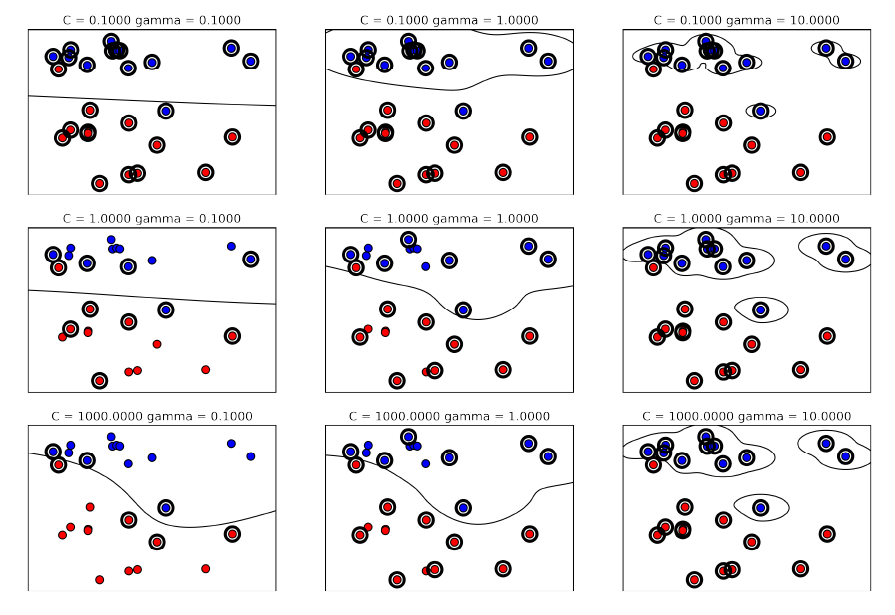 C = 0.1000 gamma = 0.1000
C = 0.1000 gamma = 1.0000
C = 0.1000 gamma = 10.0000
C = 1.0000 gamma = 0.1000
C = 1.0000 gamma = 1.0000
C = 1.0000 gamma = 10.0000
C = 1000.0000 gamma = 0.1000
C = 1000.0000 gamma = 1.0000
C = 1000.0000 gamma = 10.0000